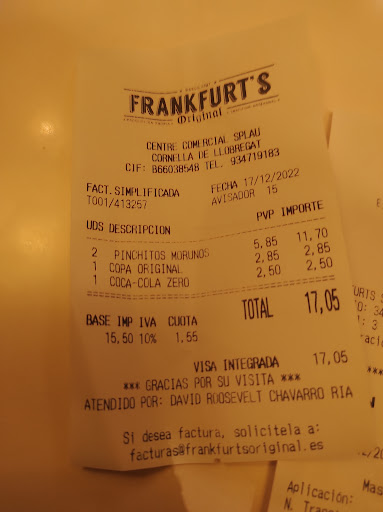 FRANKFURT'S
Original
CENTRE COMERCIAL SPLAU
CORNELLA DE LLOBREGAT
CIF: B66038548 TEL. 934719183
FACT.SIMPLIFICADA FECHA 17/12/2022
T001/413257 AVISADOR 15
UDS DESCRIPCION PVP IMPORTE
2 PINCHITOS MORUNOS 5,85 11,70
1 COPA ORIGINAL 2,85 2,85
1 COCA-COLA ZERO 2,50 2,50
TOTAL 17,05
BASE IMP IVA CUOTA
15,50 10% 1,55
VISA INTEGRADA 17,05
*** GRACIAS POR SU VISITA ***
ATENDIDO POR: DAVID ROOSEVELT CHAVARRO RIA
Si desea factura, solicitela a:
facturas@frankfurtsoriginal.es
Aplicación: Mas